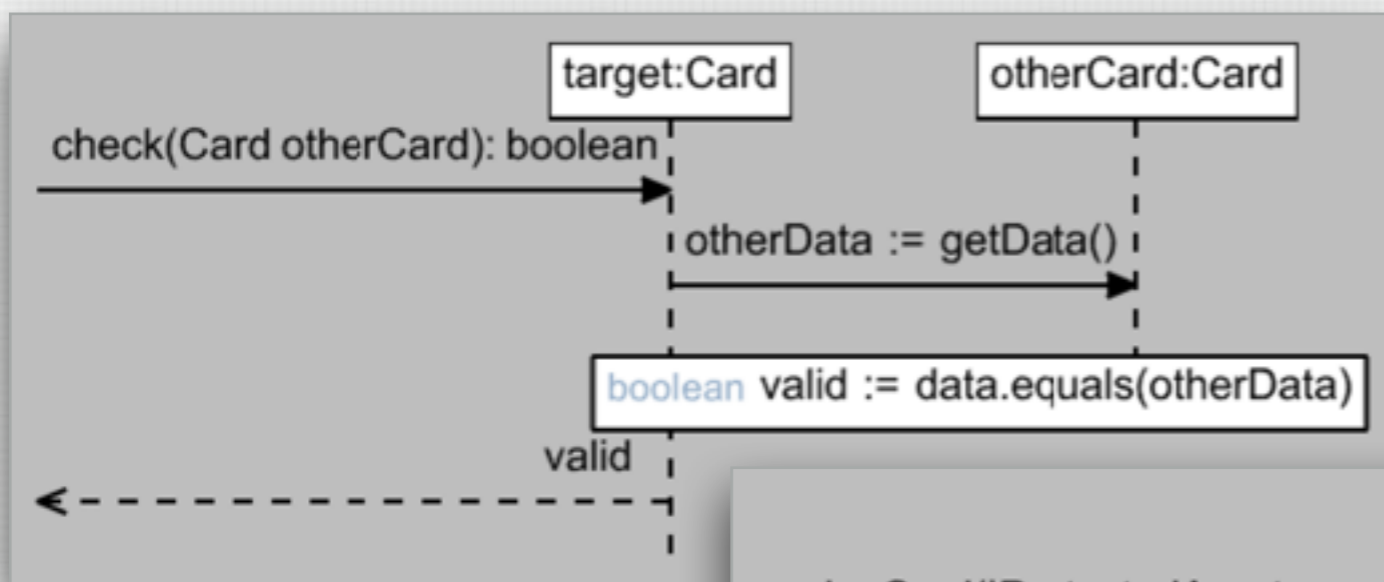 target:Card
otherCard:Card
check(Card otherCard): boolean
otherData := getData()
boolean valid := data.equals(otherData)
valid